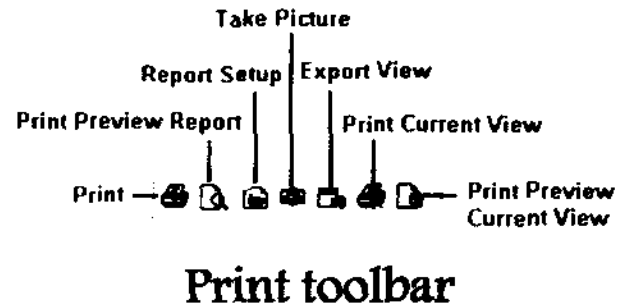 Take Picture
Report Setup Export View
Print Preview Report Print Current View
Print Print Preview
Current View
Print toolbar